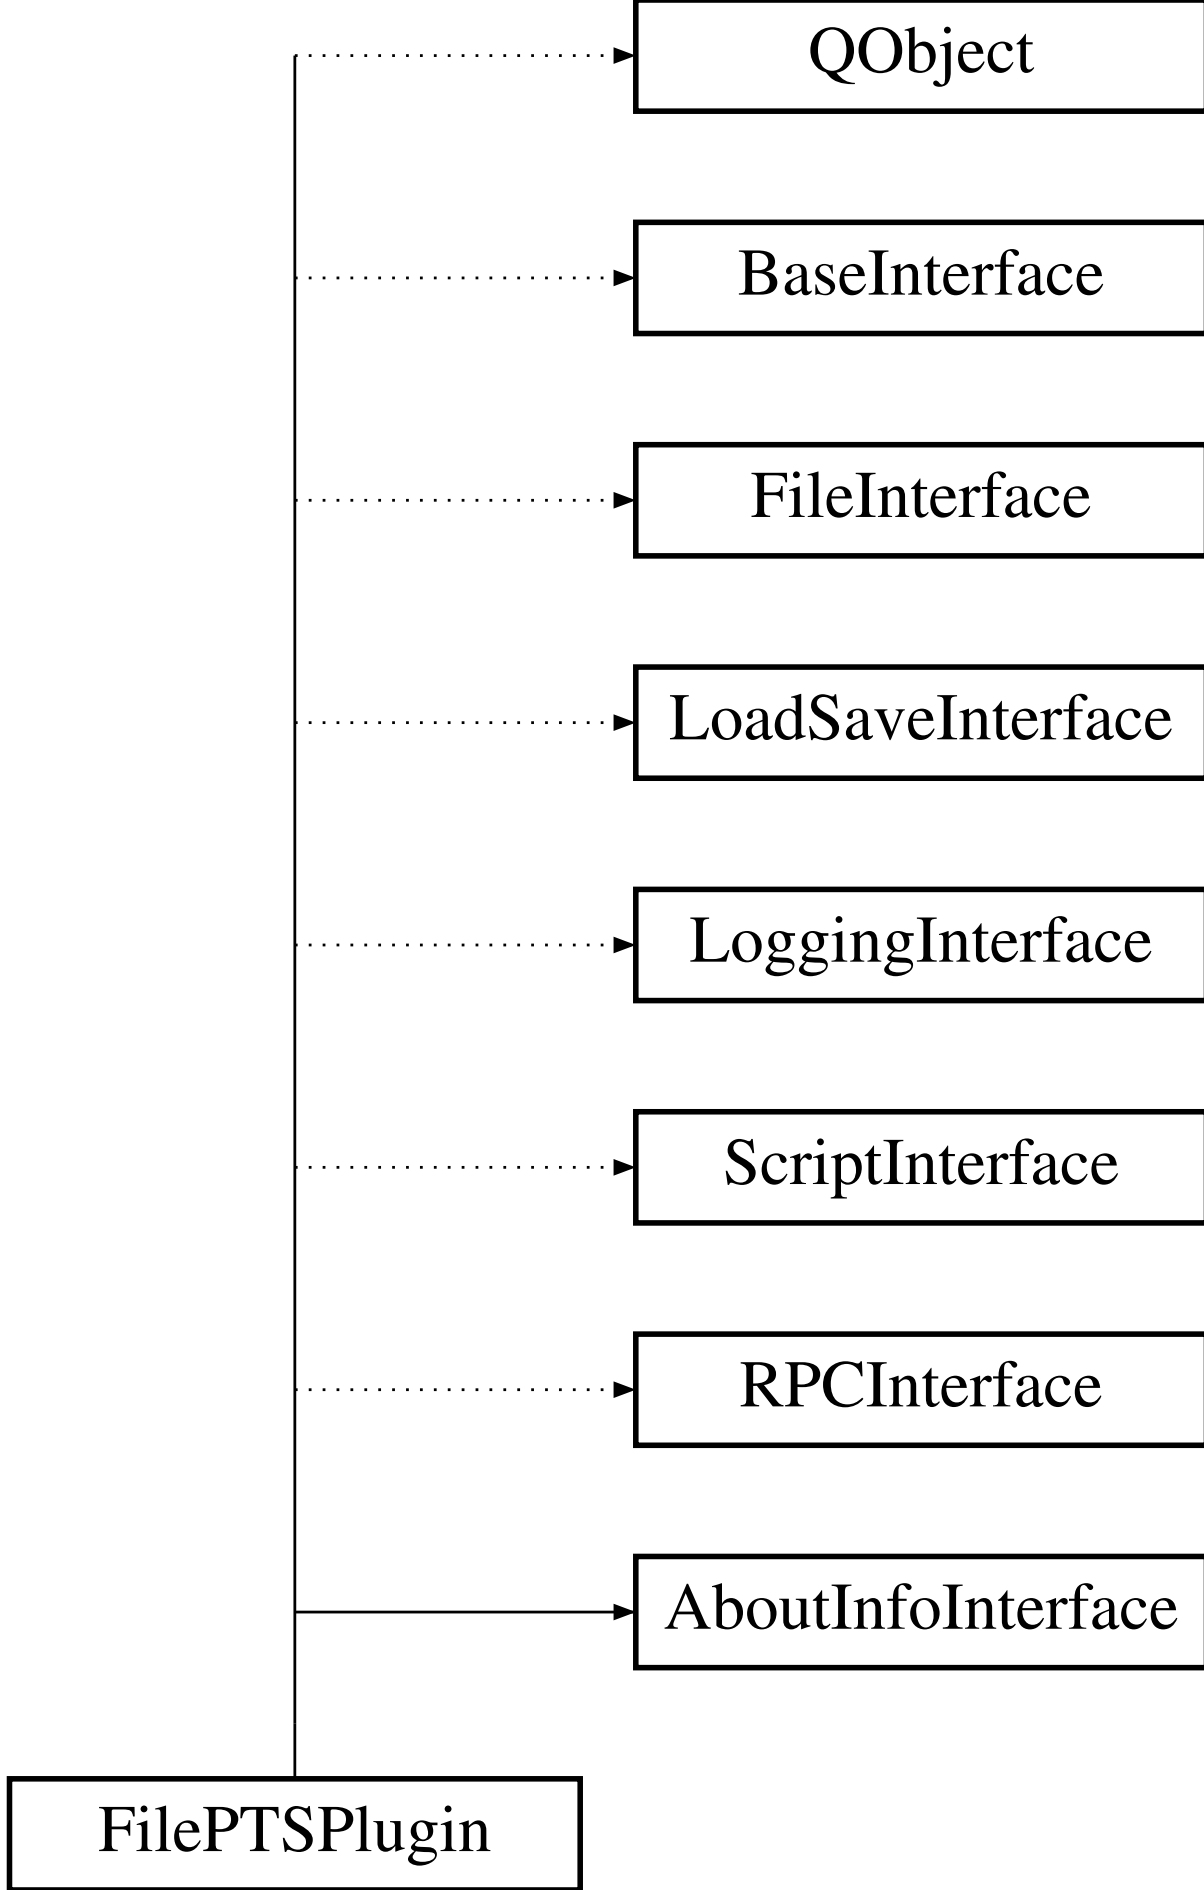 QObject
BaseInterface
FileInterface
LoadSaveInterface
LoggingInterface
ScriptInterface
RPCInterface
AboutInfoInterface
FilePTSPlugin